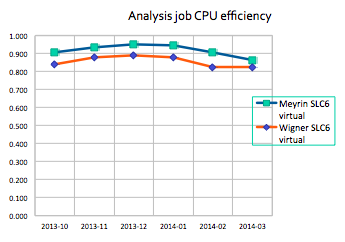 Analysis job CPU efficiency
1.000
0.900
0.800
0.700
0.600
0.500
0.400
0.300
0.200
0.100
0.000
2013-10 2013-11 2013-12 2014-01 2014-02 2014-03
Meyrin SLC6
virtual
Wigner SLC6
virtual